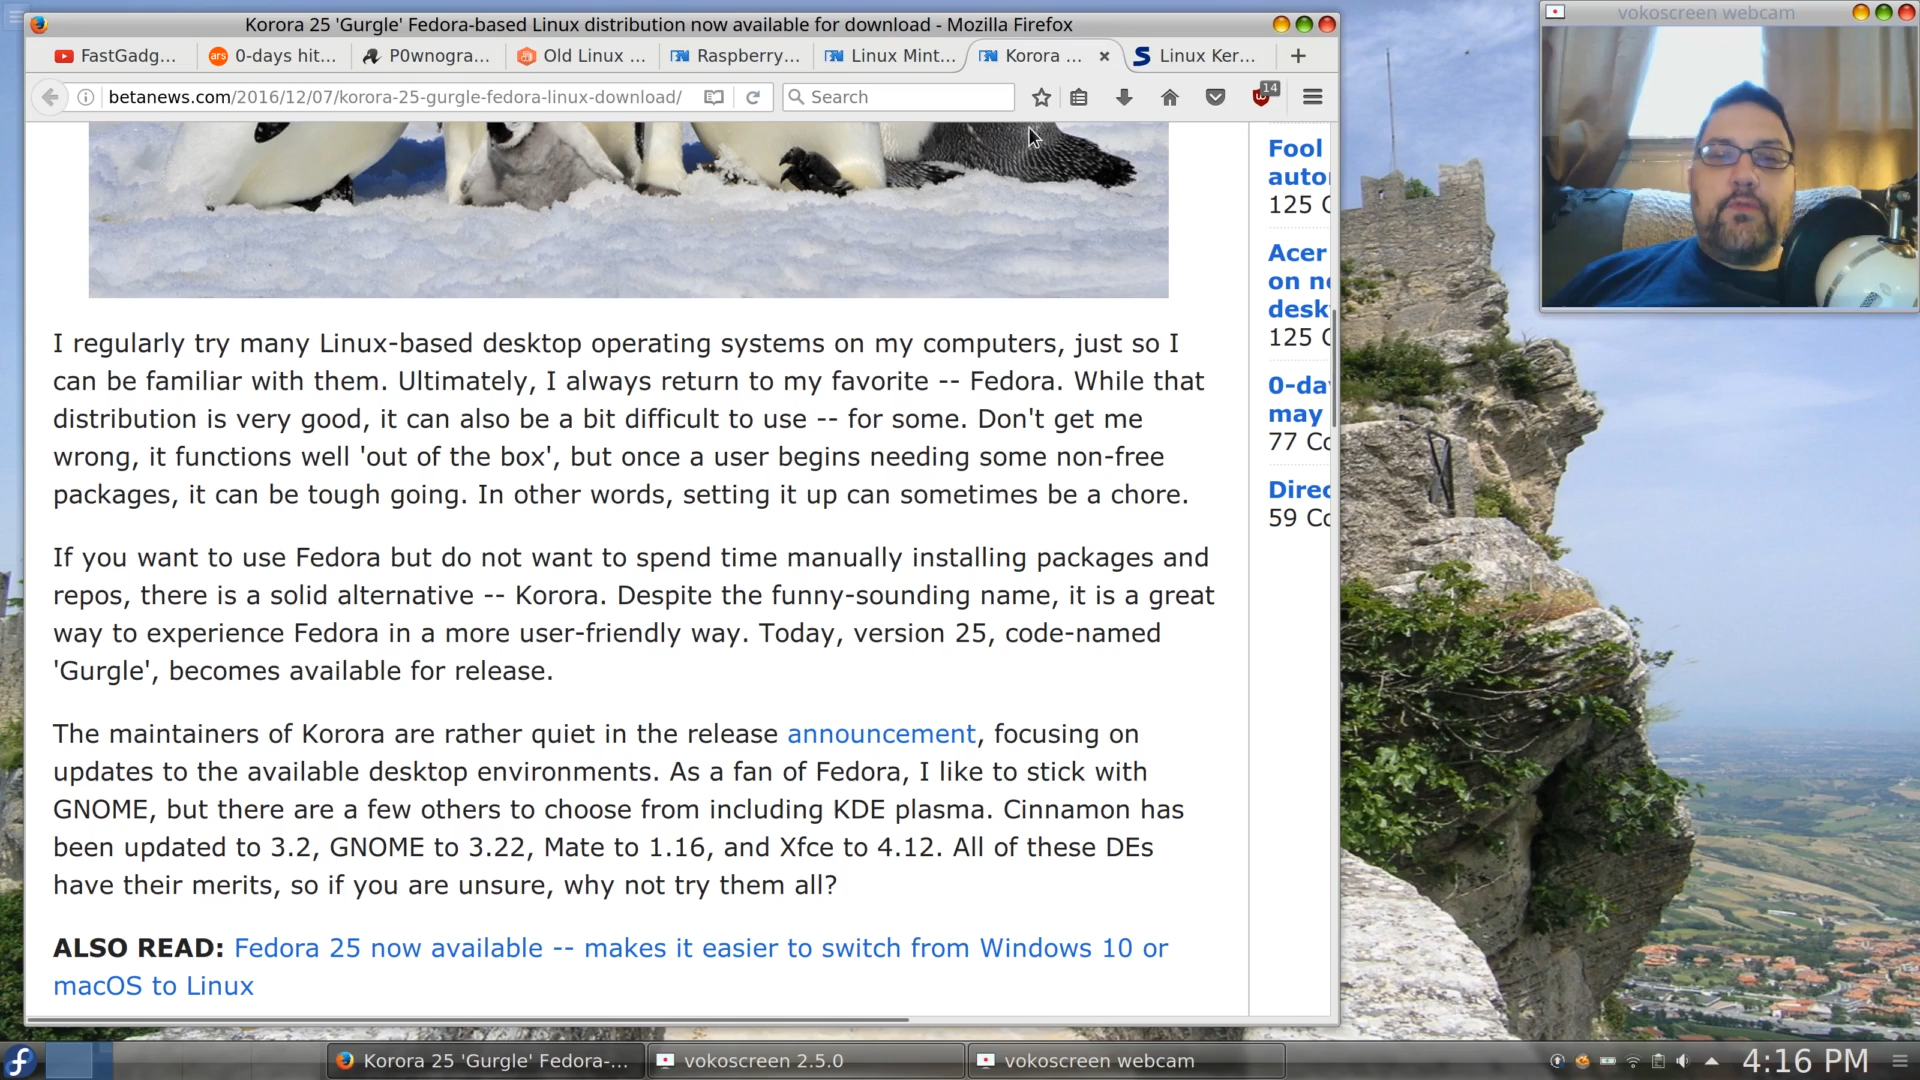 Korora 25 'Gurgle' Fedora-based Linux distribution now available for download - Mozilla Firefox
vokoscreen webcam
FastGadg...
ars 0-days hit...
P0wnogra...
Old Linux ...
Raspberry...
Linux Mint...
Korora ...
Linux Ker...
betanews.com/2016/12/07/korora-25-gurgle-fedora-linux-download/
Search
14
I regularly try many Linux-based desktop operating systems on my computers, just so I
can be familiar with them. Ultimately, I always return to my favorite -- Fedora. While that
distribution is very good, it can also be a bit difficult to use -- for some. Don't get me
wrong, it functions well 'out of the box', but once a user begins needing some non-free
packages, it can be tough going. In other words, setting it up can sometimes be a chore.
If you want to use Fedora but do not want to spend time manually installing packages and
repos, there is a solid alternative -- Korora. Despite the funny-sounding name, it is a great
way to experience Fedora in a more user-friendly way. Today, version 25, code-named
'Gurgle', becomes available for release.
The maintainers of Korora are rather quiet in the release announcement, focusing on
updates to the available desktop environments. As a fan of Fedora, I like to stick with
GNOME, but there are a few others to choose from including KDE plasma. Cinnamon has
been updated to 3.2, GNOME to 3.22, Mate to 1.16, and Xfce to 4.12. All of these DEs
have their merits, so if you are unsure, why not try them all?
ALSO READ: Fedora 25 now available -- makes it easier to switch from Windows 10 or
macOS to Linux
Fool
125
Acer
on
125
0-da
may
77
59
Korora 25 'Gurgle' Fedora-...
vokoscreen 2.5.0
vokoscreen webcam
4:16 PM